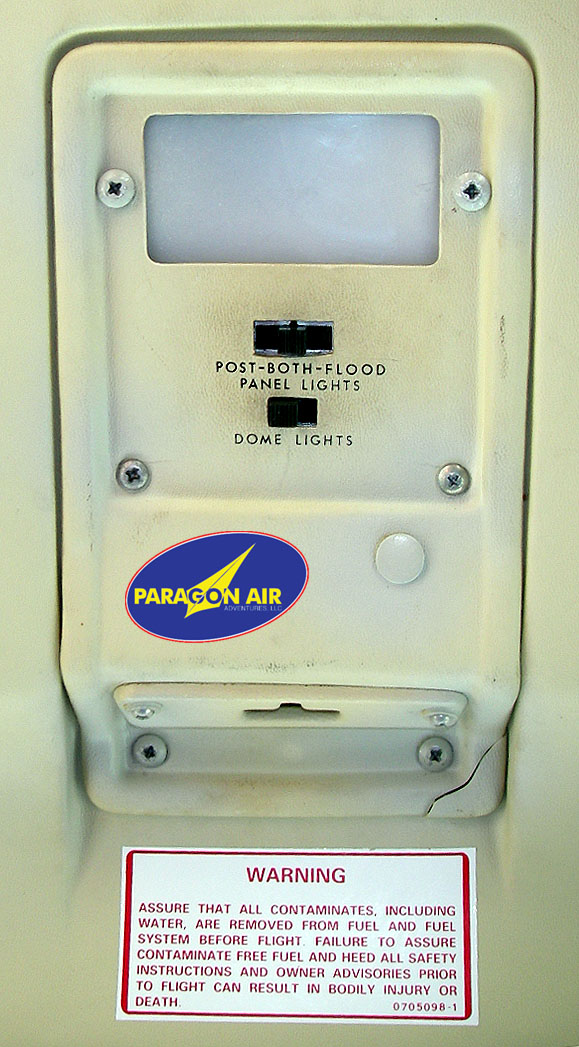 POST-BOTH-FLOOD
PANEL LIGHTS
DOME LIGHTS
PARAGON AIR
ADVENTURES, LLC
WARNING
ASSURE THAT ALL CONTAMINATES, INCLUDING
WATER, ARE REMOVED FROM FUEL AND FUEL
SYSTEM BEFORE FLIGHT. FAILURE TO ASSURE
CONTAMINATE FREE FUEL AND HEED ALL SAFETY
INSTRUCTIONS AND OWNER ADVISORIES PRIOR
TO FLIGHT CAN RESULT IN BODILY INJURY OR
DEATH. 0705098-1